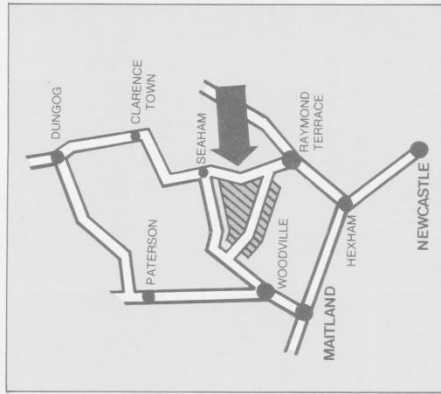 DUNGOG
CLARENCE
TOWN
PATERSON
SEAHAM
RAYMOND
TERRACE
WOODVILLE
HEXHAM
MAITLAND
NEWCASTLE